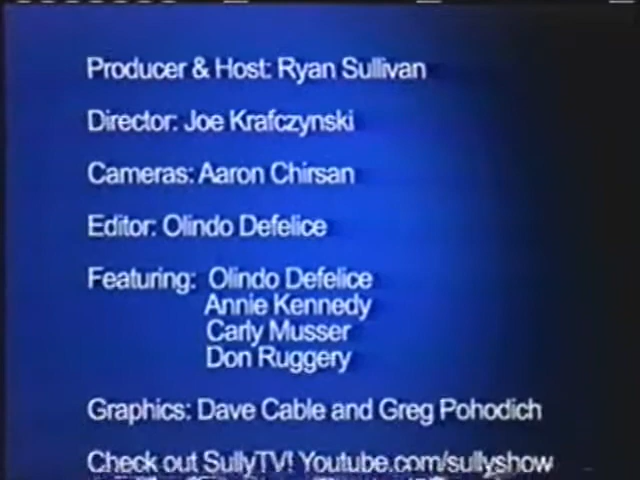 Producer & Host: Ryan Sullivan
Director: Joe Krafczynski
Cameras: Aaron Chirsan
Editor: Olindo Defelice
Featuring: Olindo Defelice
Annie Kennedy
Carly Musser
Don Ruggery
Graphics: Dave Cable and Greg Pohodich
Check out SullyTV! Youtube.com/sullyshow